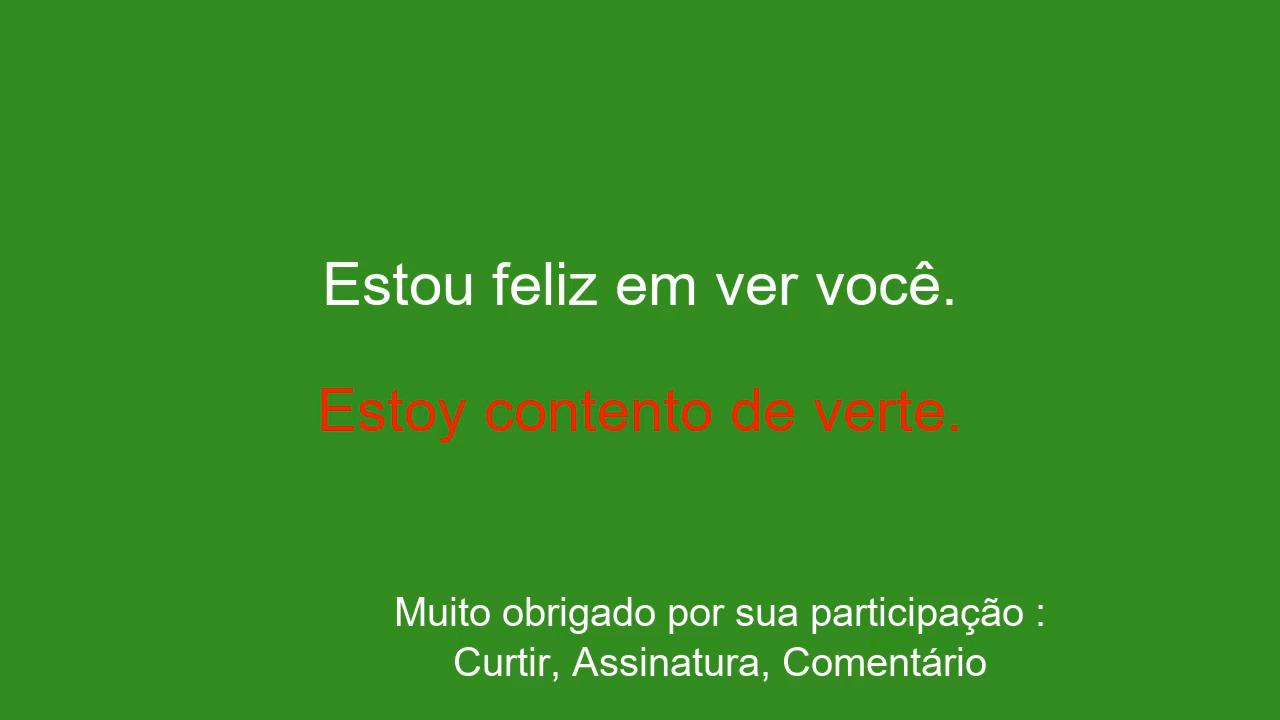 Estou feliz em ver você.
Estoy contento de verte.
Muito obrigado por sua participação :
Curtir, Assinatura, Comentário